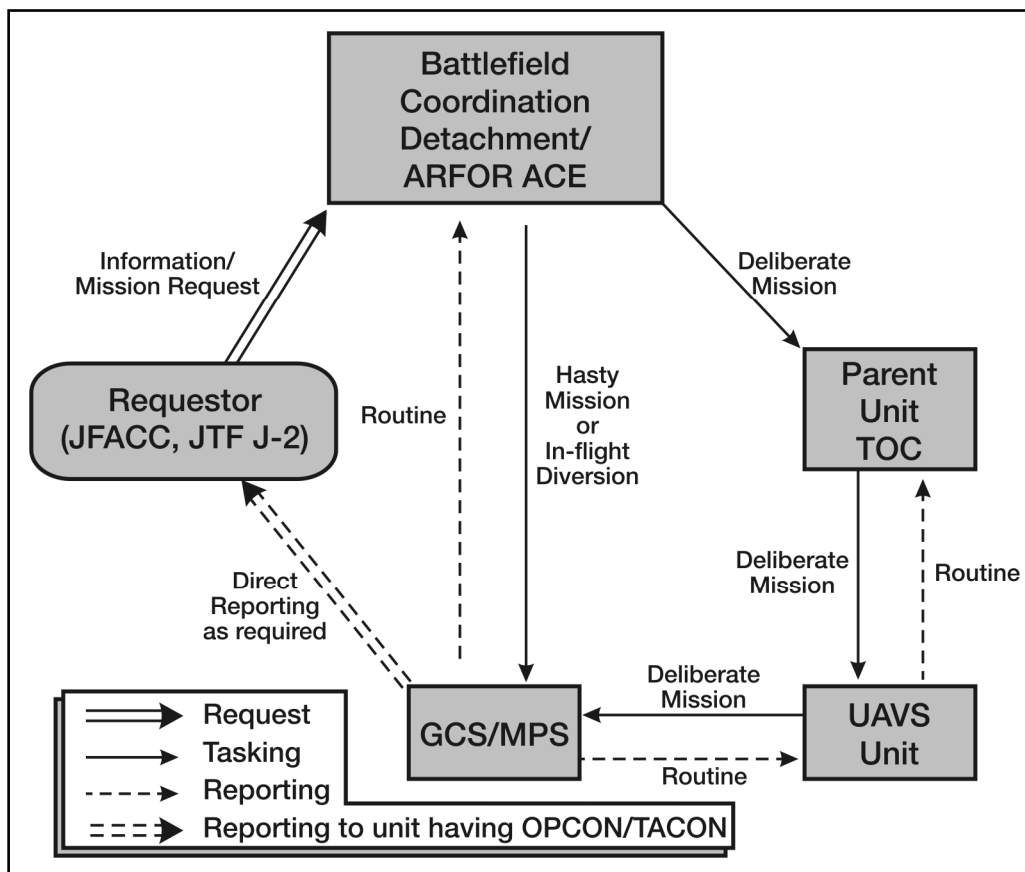 Battlefield
Coordination
Detachment/
ARFOR ACE
Information/
Mission Request
Deliberate
Mission
Requestor
(JFACC, JTF J-2)
Routine
Hasty
Mission
or
In-flight
Diversion
Parent
Unit
TOC
Direct
Reporting
as required
Deliberate
Mission
Routine
Deliberate
Mission
GCS/MPS
Routine
UAVS
Unit
Request
Tasking
Reporting
Reporting to unit having OPCON/TACON